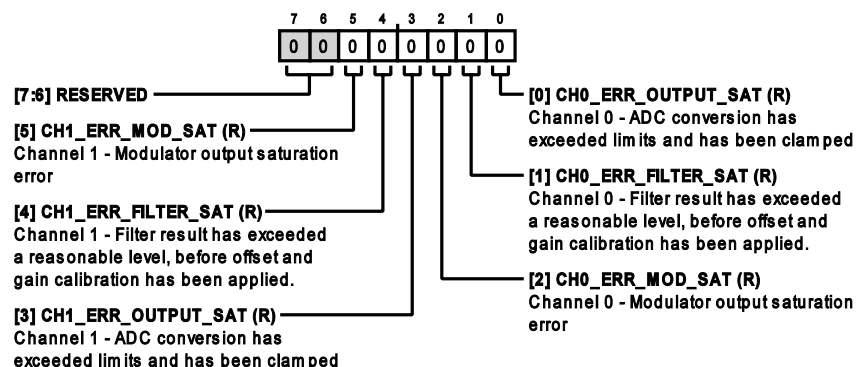 7 6 5 4 3 2 1 0
0 0 0 0 0 0 0 0
[7:6] RESERVED
[5] CH1_ERR_MOD_SAT (R)
Channel 1 - Modulator output saturation
error
[4] CH1_ERR_FILTER_SAT (R)
Channel 1 - Filter result has exceeded
a reasonable level, before offset and
gain calibration has been applied.
[3] CH1_ERR_OUTPUT_SAT (R)
Channel 1 - ADC conversion has
exceeded limits and has been clamped
[0] CH0_ERR_OUTPUT_SAT (R)
Channel 0 - ADC conversion has
exceeded limits and has been clamped
[1] CH0_ERR_FILTER_SAT (R)
Channel 0 - Filter result has exceeded
a reasonable level, before offset and
gain calibration has been applied.
[2] CH0_ERR_MOD_SAT (R)
Channel 0 - Modulator output saturation
error